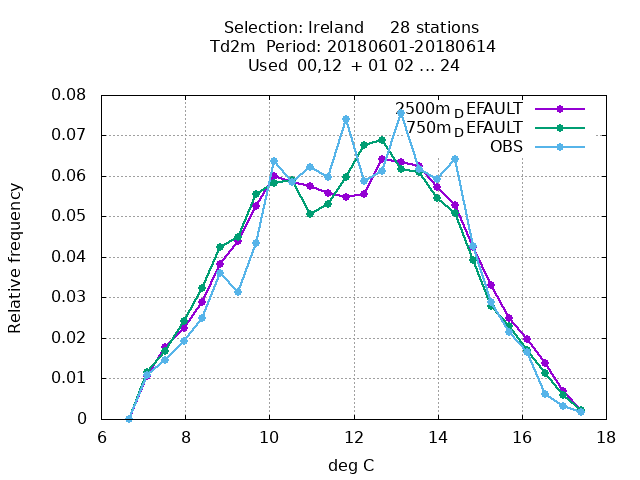 Selection: Ireland 28 stations
Td2m Period: 20180601-20180614
Used 00,12 + 01 02 ... 24
0.08
0.07
0.06
0.05
0.04
0.03
0.02
0.01
0
Relative frequency
2500m_DEFAULT
750m_DEFAULT
OBS
6 8 10 12 14 16 18
deg C